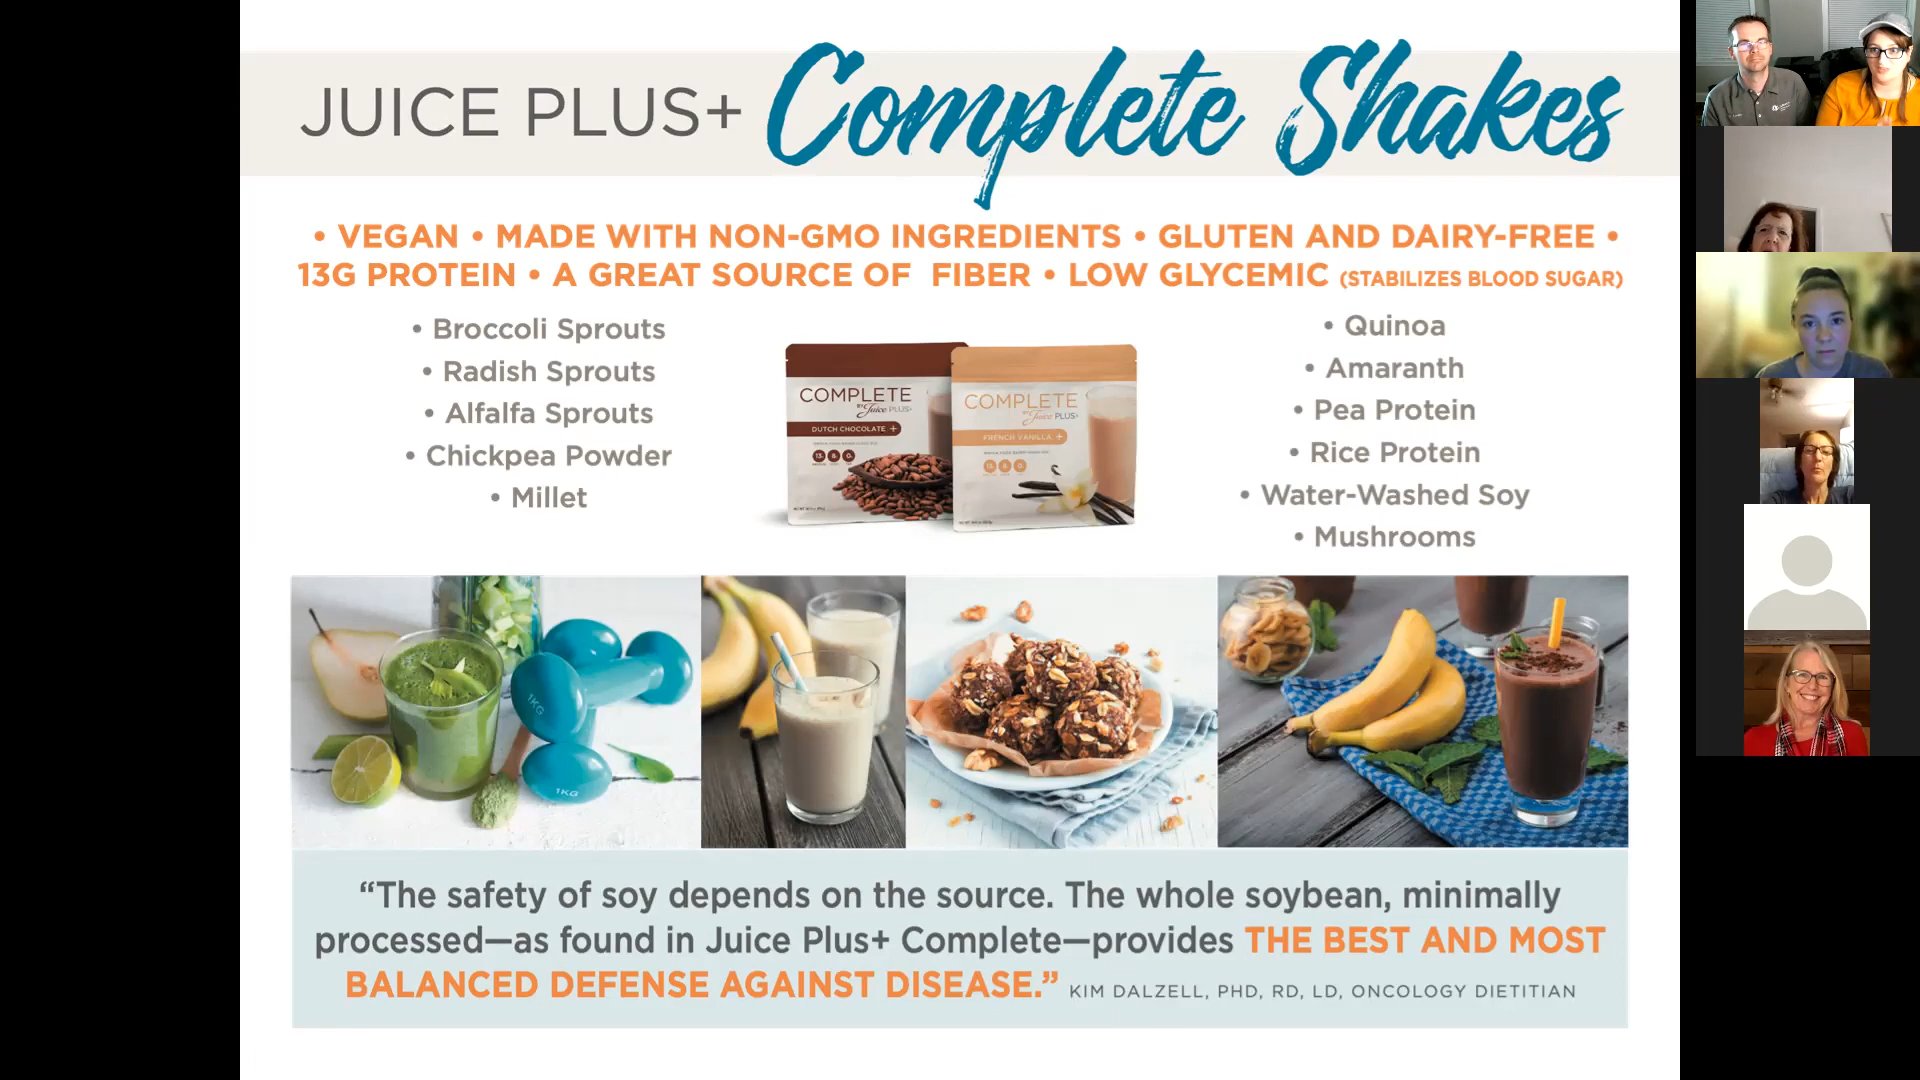 JUICE PLUS+ Complete Shakes
• VEGAN • MADE WITH NON-GMO INGREDIENTS • GLUTEN AND DAIRY-FREE •
13G PROTEIN • A GREAT SOURCE OF FIBER • LOW GLYCEMIC (STABILIZES BLOOD SUGAR)
• Broccoli Sprouts
• Radish Sprouts
• Alfalfa Sprouts
• Chickpea Powder
• Millet
COMPLETE
BY Juice PLUS+
DUTCH CHOCOLATE +
COMPLETE
BY Juice PLUS+
FRENCH VANILLA +
• Quinoa
• Amaranth
• Pea Protein
• Rice Protein
• Water-Washed Soy
• Mushrooms
1KG
1KG
“The safety of soy depends on the source. The whole soybean, minimally
processed—as found in Juice Plus+ Complete—provides THE BEST AND MOST
BALANCED DEFENSE AGAINST DISEASE.” KIM DALZELL, PHD, RD, LD, ONCOLOGY DIETITIAN